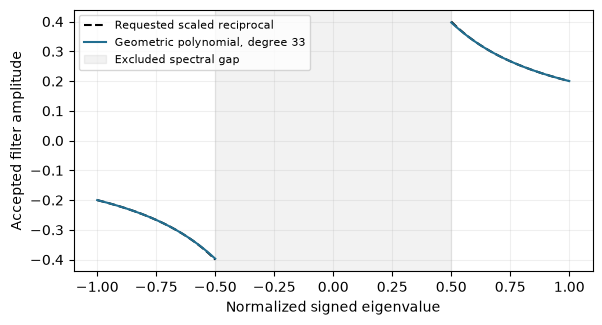 0.4
0.3
0.2
0.1
0.0
−0.1
−0.2
−0.3
−0.4
Accepted filter amplitude
Requested scaled reciprocal
Geometric polynomial, degree 33
Excluded spectral gap
−1.00 −0.75 −0.50 −0.25 0.00 0.25 0.50 0.75 1.00
Normalized signed eigenvalue